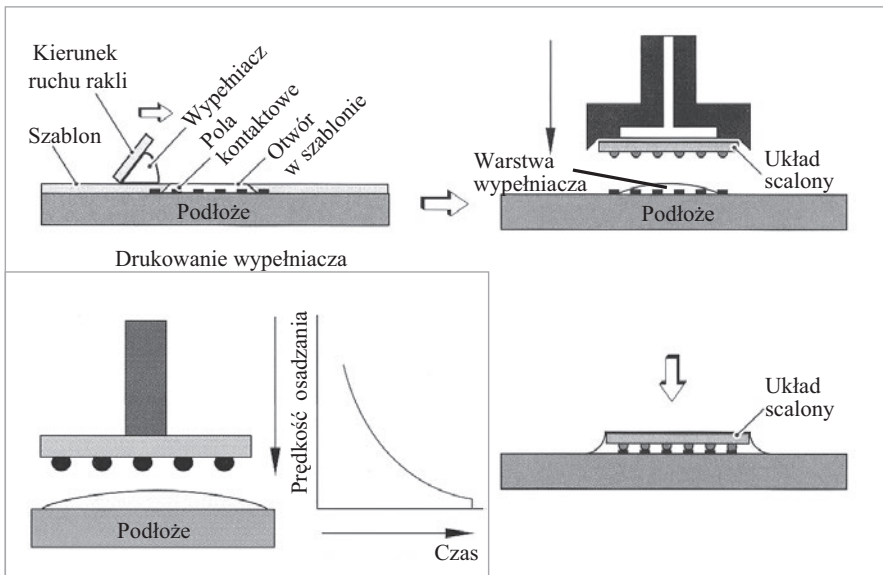 Kierunek
ruchu rakli
Wypełniacz
Pola
kontaktowe
Otwór
w szablonie
Szablon
Podłoże
Drukowanie wypełniacza
Warstwa
wypełniacza
Układ
scalony
Podłoże
Podłoże
Prędkość osadzania
Czas
Układ
scalony